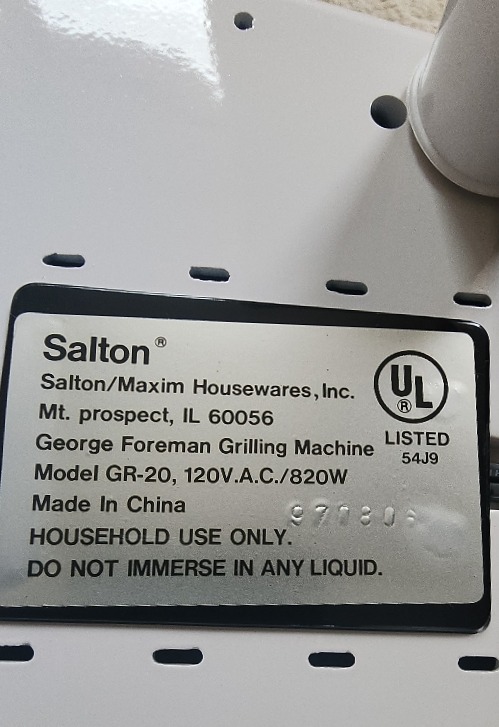 Salton®
Salton/Maxim Housewares, Inc.
Mt. prospect, IL 60056
George Foreman Grilling Machine
Model GR-20, 120V.A.C./820W
Made In China
HOUSEHOLD USE ONLY.
DO NOT IMMERSE IN ANY LIQUID.
UL®
LISTED
54J9